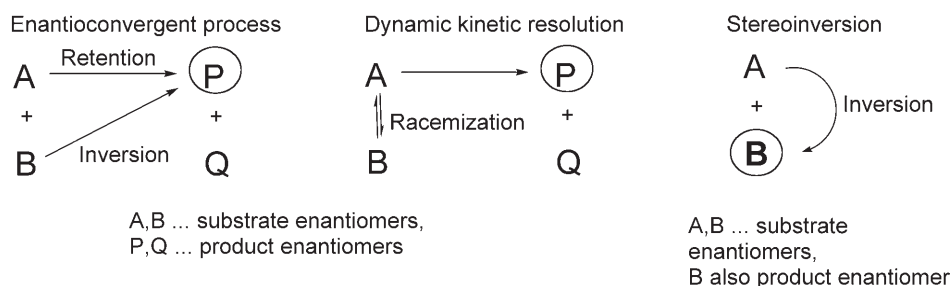 Enantioconvergent process
Retention
A
P
+
+
B
Inversion
Q
Dynamic kinetic resolution
A
P
Racemization
+
B
Q
Stereoinversion
A
+
Inversion
B
A,B ... substrate enantiomers,
P,Q ... product enantiomers
A,B ... substrate
enantiomers,
B also product enantiomer